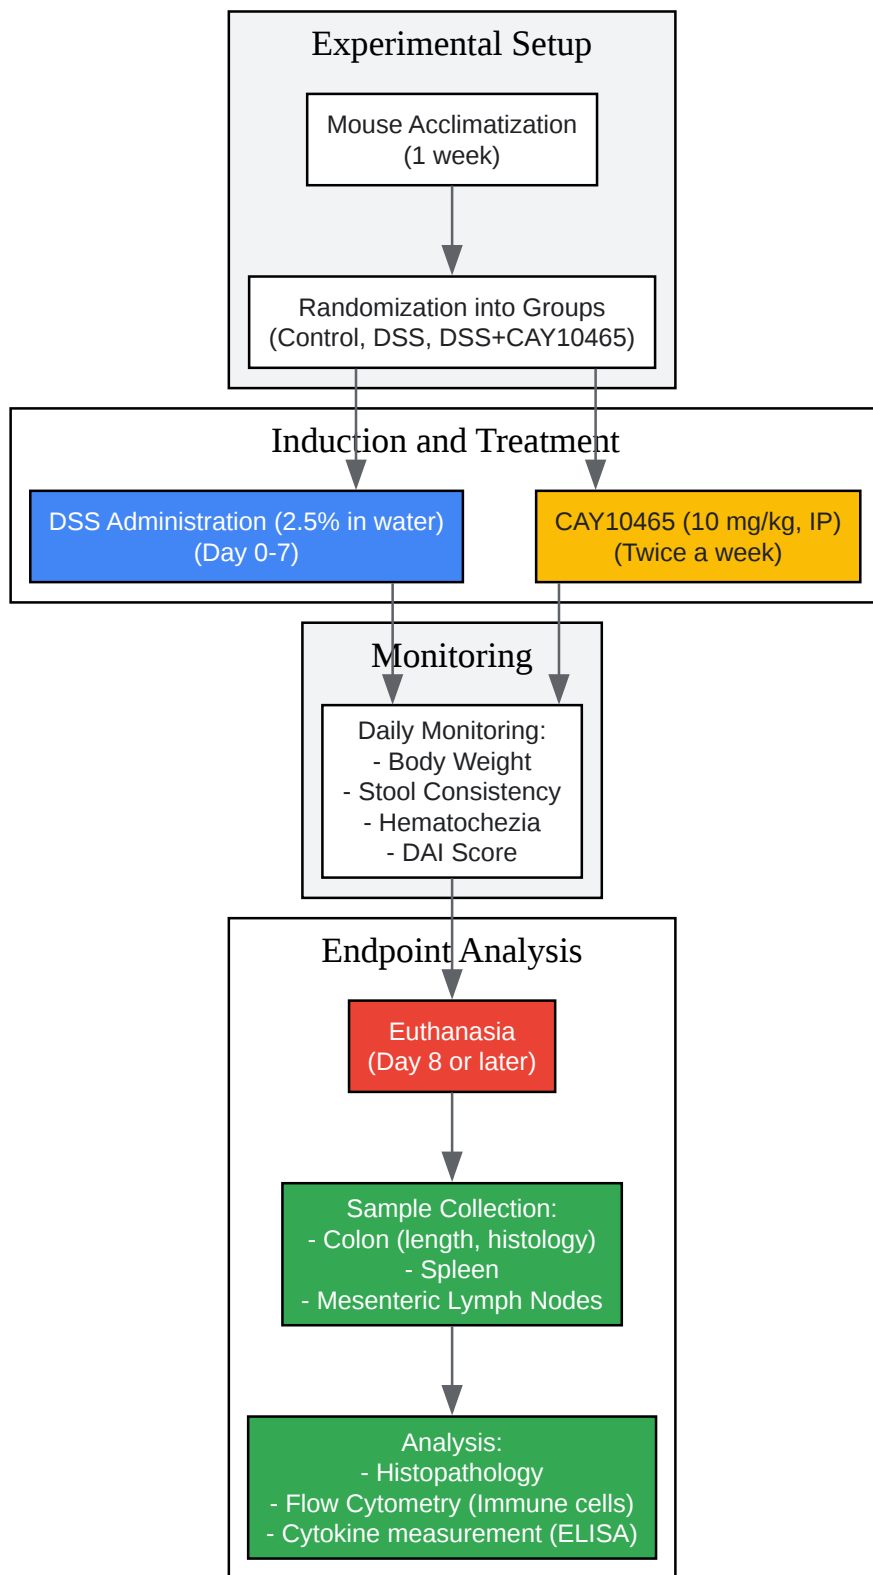 Experimental Setup
Mouse Acclimatization
(1 week)
Randomization into Groups
(Control, DSS, DSS+CAY10465)
Induction and Treatment
DSS Administration (2.5% in water)
(Day 0-7)
CAY10465 (10 mg/kg, IP)
(Twice a week)
Monitoring
Daily Monitoring:
- Body Weight
- Stool Consistency
- Hematochezia
- DAI Score
Endpoint Analysis
Euthanasia
(Day 8 or later)
Sample Collection:
- Colon (length, histology)
- Spleen
- Mesenteric Lymph Nodes
Analysis:
- Histopathology
- Flow Cytometry (Immune cells)
- Cytokine measurement (ELISA)